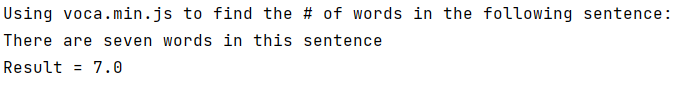 Using voca.min.js to find the # of words in the following sentence:
There are seven words in this sentence
Result = 7.0